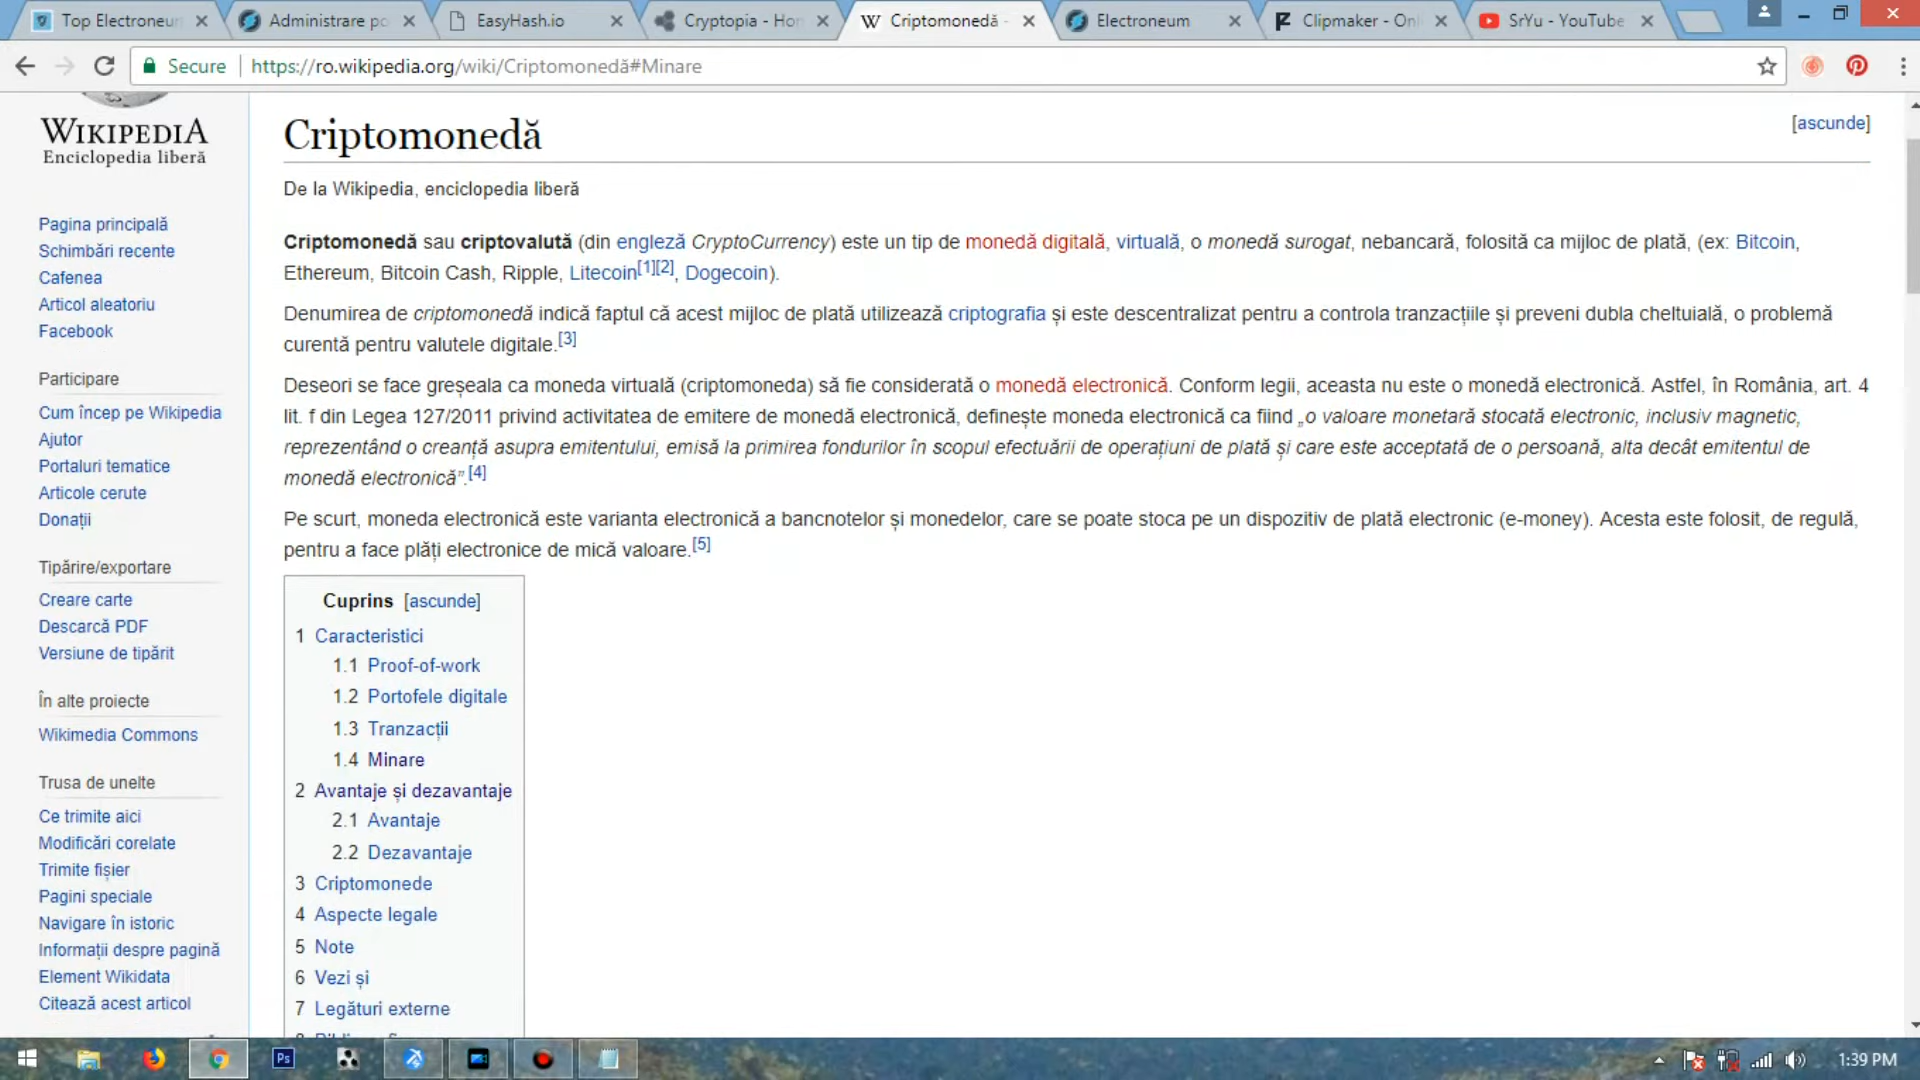 Top Electroneu
Administrare po
EasyHash.io
Cryptopia - Ho
Criptomonedă -
Electroneum
Clipmaker - Onl
SrYu - YouTube
Secure
https://ro.wikipedia.org/wiki/Criptomonedă#Minare
WIKIPEDIA
Enciclopedia liberă
Pagina principală
Schimbări recente
Cafenea
Articol aleatoriu
Facebook
Participare
Cum încep pe Wikipedia
Ajutor
Portaluri tematice
Articole cerute
Donații
Tipărire/exportare
Creare carte
Descarcă PDF
Versiune de tipărit
În alte proiecte
Wikimedia Commons
Trusa de unelte
Ce trimite aici
Modificări corelate
Trimite fișier
Pagini speciale
Navigare în istoric
Informații despre pagină
Element Wikidata
Citează acest articol
Criptomonedă
[ascunde]
De la Wikipedia, enciclopedia liberă
Criptomonedă sau criptovalută (din engleză CryptoCurrency) este un tip de monedă digitală, virtuală, o monedă surogat, nebancară, folosită ca mijloc de plată, (ex: Bitcoin,
Ethereum, Bitcoin Cash, Ripple, Litecoin[1][2], Dogecoin).
Denumirea de criptomonedă indică faptul că acest mijloc de plată utilizează criptografia și este descentralizat pentru a controla tranzacțiile și preveni dubla cheltuială, o problemă
curentă pentru valutele digitale.[3]
Deseori se face greșeala ca moneda virtuală (criptomoneda) să fie considerată o monedă electronică. Conform legii, aceasta nu este o monedă electronică. Astfel, în România, art. 4
lit. f din Legea 127/2011 privind activitatea de emitere de monedă electronică, definește moneda electronică ca fiind „o valoare monetară stocată electronic, inclusiv magnetic,
reprezentând o creanță asupra emitentului, emisă la primirea fondurilor în scopul efectuării de operațiuni de plată și care este acceptată de o persoană, alta decât emitentul de
monedă electronică”.[4]
Pe scurt, moneda electronică este varianta electronică a bancnotelor și monedelor, care se poate stoca pe un dispozitiv de plată electronic (e-money). Acesta este folosit, de regulă,
pentru a face plăți electronice de mică valoare.[5]
Cuprins [ascunde]
1 Caracteristici
1.1 Proof-of-work
1.2 Portofele digitale
1.3 Tranzacții
1.4 Minare
2 Avantaje și dezavantaje
2.1 Avantaje
2.2 Dezavantaje
3 Criptomonede
4 Aspecte legale
5 Note
6 Vezi și
7 Legături externe
Ps
1:39 PM